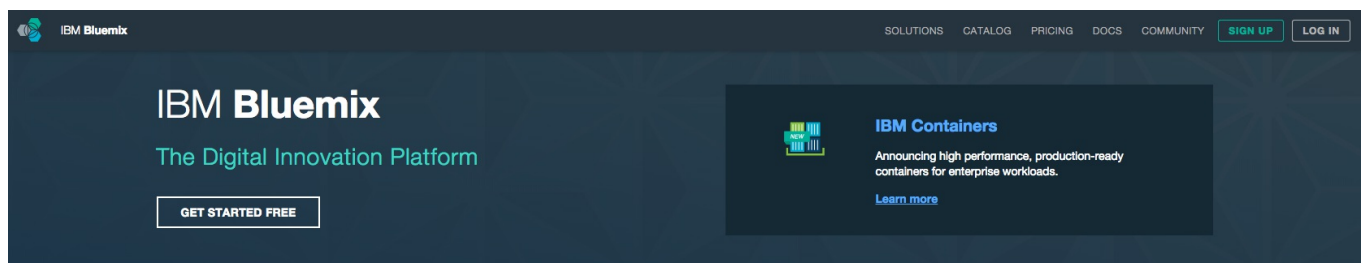 IBM Bluemix
SOLUTIONS CATALOG PRICING DOCS COMMUNITY SIGN UP LOG IN
IBM Bluemix
The Digital Innovation Platform
GET STARTED FREE
NEW
IBM Containers
Announcing high performance, production-ready
containers for enterprise workloads.
Learn more